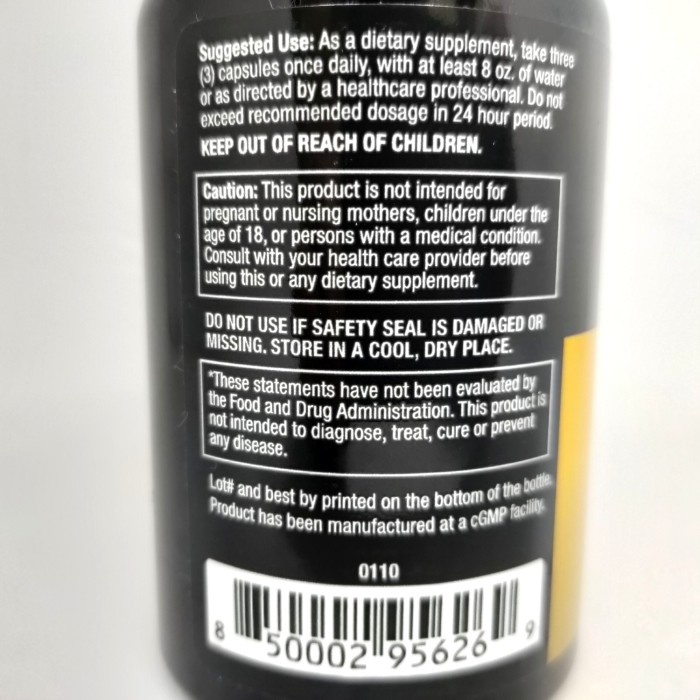 Suggested Use: As a dietary supplement, take three
(3) capsules once daily, with at least 8 oz. of water
or as directed by a healthcare professional. Do not
exceed recommended dosage in 24 hour period.
KEEP OUT OF REACH OF CHILDREN.
Caution: This product is not intended for
pregnant or nursing mothers, children under the
age of 18, or persons with a medical condition.
Consult with your health care provider before
using this or any dietary supplement.
DO NOT USE IF SAFETY SEAL IS DAMAGED OR
MISSING. STORE IN A COOL, DRY PLACE.
*These statements have not been evaluated by
the Food and Drug Administration. This product is
not intended to diagnose, treat, cure or prevent
any disease.
Lot# and best by printed on the bottom of the bottle.
Product has been manufactured at a cGMP facility.
0110
8 50002 95626 9